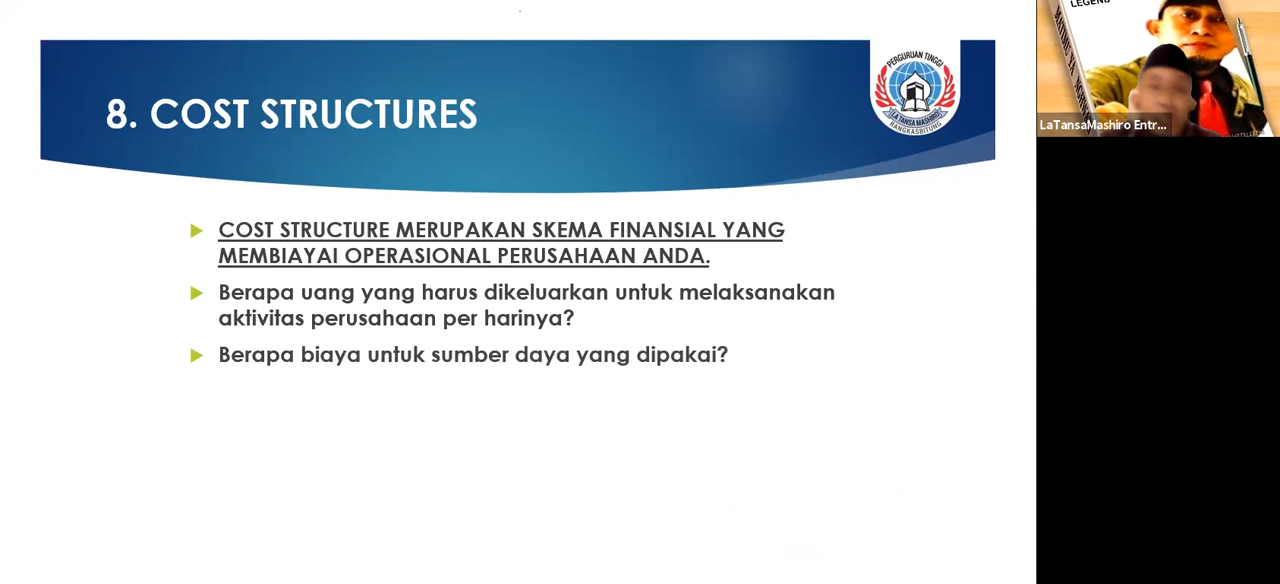 8. COST STRUCTURES
PERGURUAN TINGGI
LA TANSA MASHIRO
RANGKASBITUNG
COST STRUCTURE MERUPAKAN SKEMA FINANSIAL YANG
MEMBIAYAI OPERASIONAL PERUSAHAAN ANDA.
Berapa uang yang harus dikeluarkan untuk melaksanakan
aktivitas perusahaan per harinya?
Berapa biaya untuk sumber daya yang dipakai?
LEGEND
LaTansaMashiro Entr...